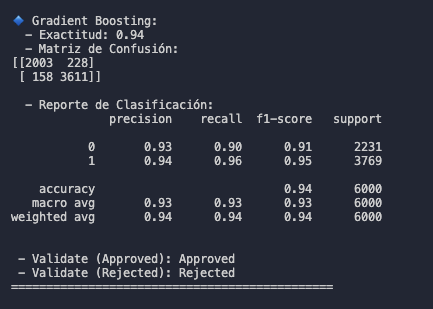 🔷 Gradient Boosting:
- Exactitud: 0.94
- Matriz de Confusión:
[[2003  228]
 [ 158 3611]]
- Reporte de Clasificación:
              precision    recall  f1-score   support
           0       0.93      0.90      0.91      2231
           1       0.94      0.96      0.95      3769
    accuracy                           0.94      6000
   macro avg       0.93      0.93      0.93      6000
weighted avg       0.94      0.94      0.94      6000
- Validate (Approved): Approved
- Validate (Rejected): Rejected
==============================================